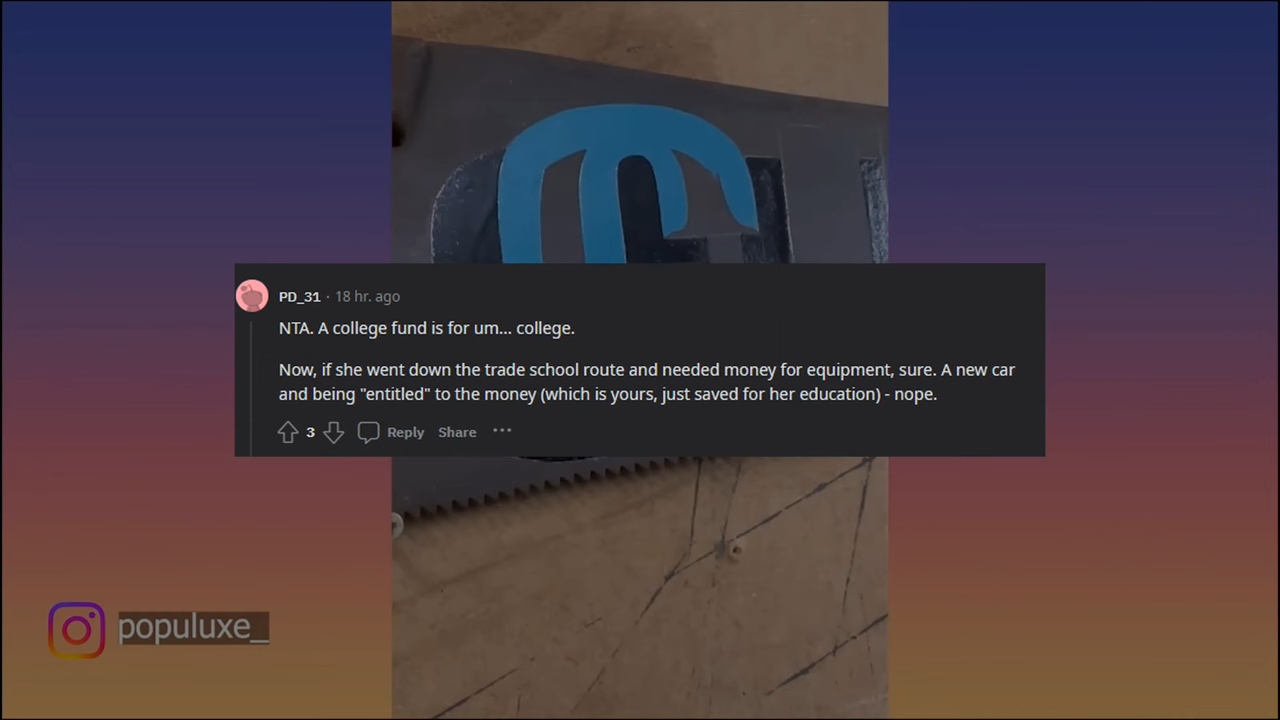 PD_31 · 18 hr. ago
NTA. A college fund is for um... college.
Now, if she went down the trade school route and needed money for equipment, sure. A new car
and being "entitled" to the money (which is yours, just saved for her education) - nope.
3 Reply Share ...
populuxe_